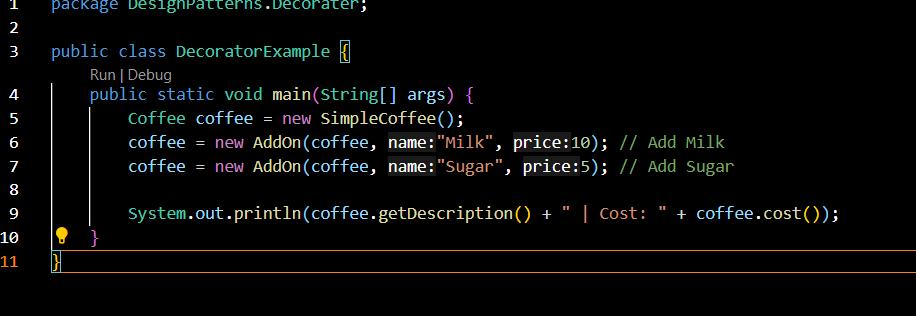 1 package DesignPatterns.Decorater;
2
3 public class DecoratorExample {
Run | Debug
4 public static void main(String[] args) {
5 Coffee coffee = new SimpleCoffee();
6 coffee = new AddOn(coffee, name:"Milk", price:10); // Add Milk
7 coffee = new AddOn(coffee, name:"Sugar", price:5); // Add Sugar
8
9 System.out.println(coffee.getDescription() + " | Cost: " + coffee.cost());
10 }
11 }